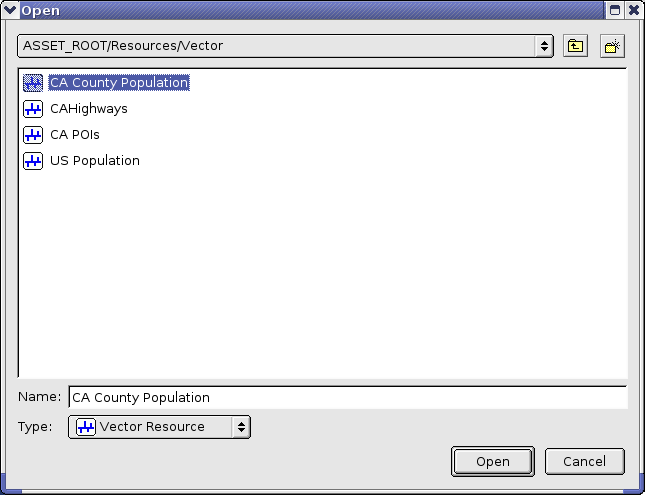 Open
ASSET_ROOT/Resources/Vector
CA County Population
CAHighways
CA POIs
US Population
Name: CA County Population
Type: Vector Resource
Open Cancel